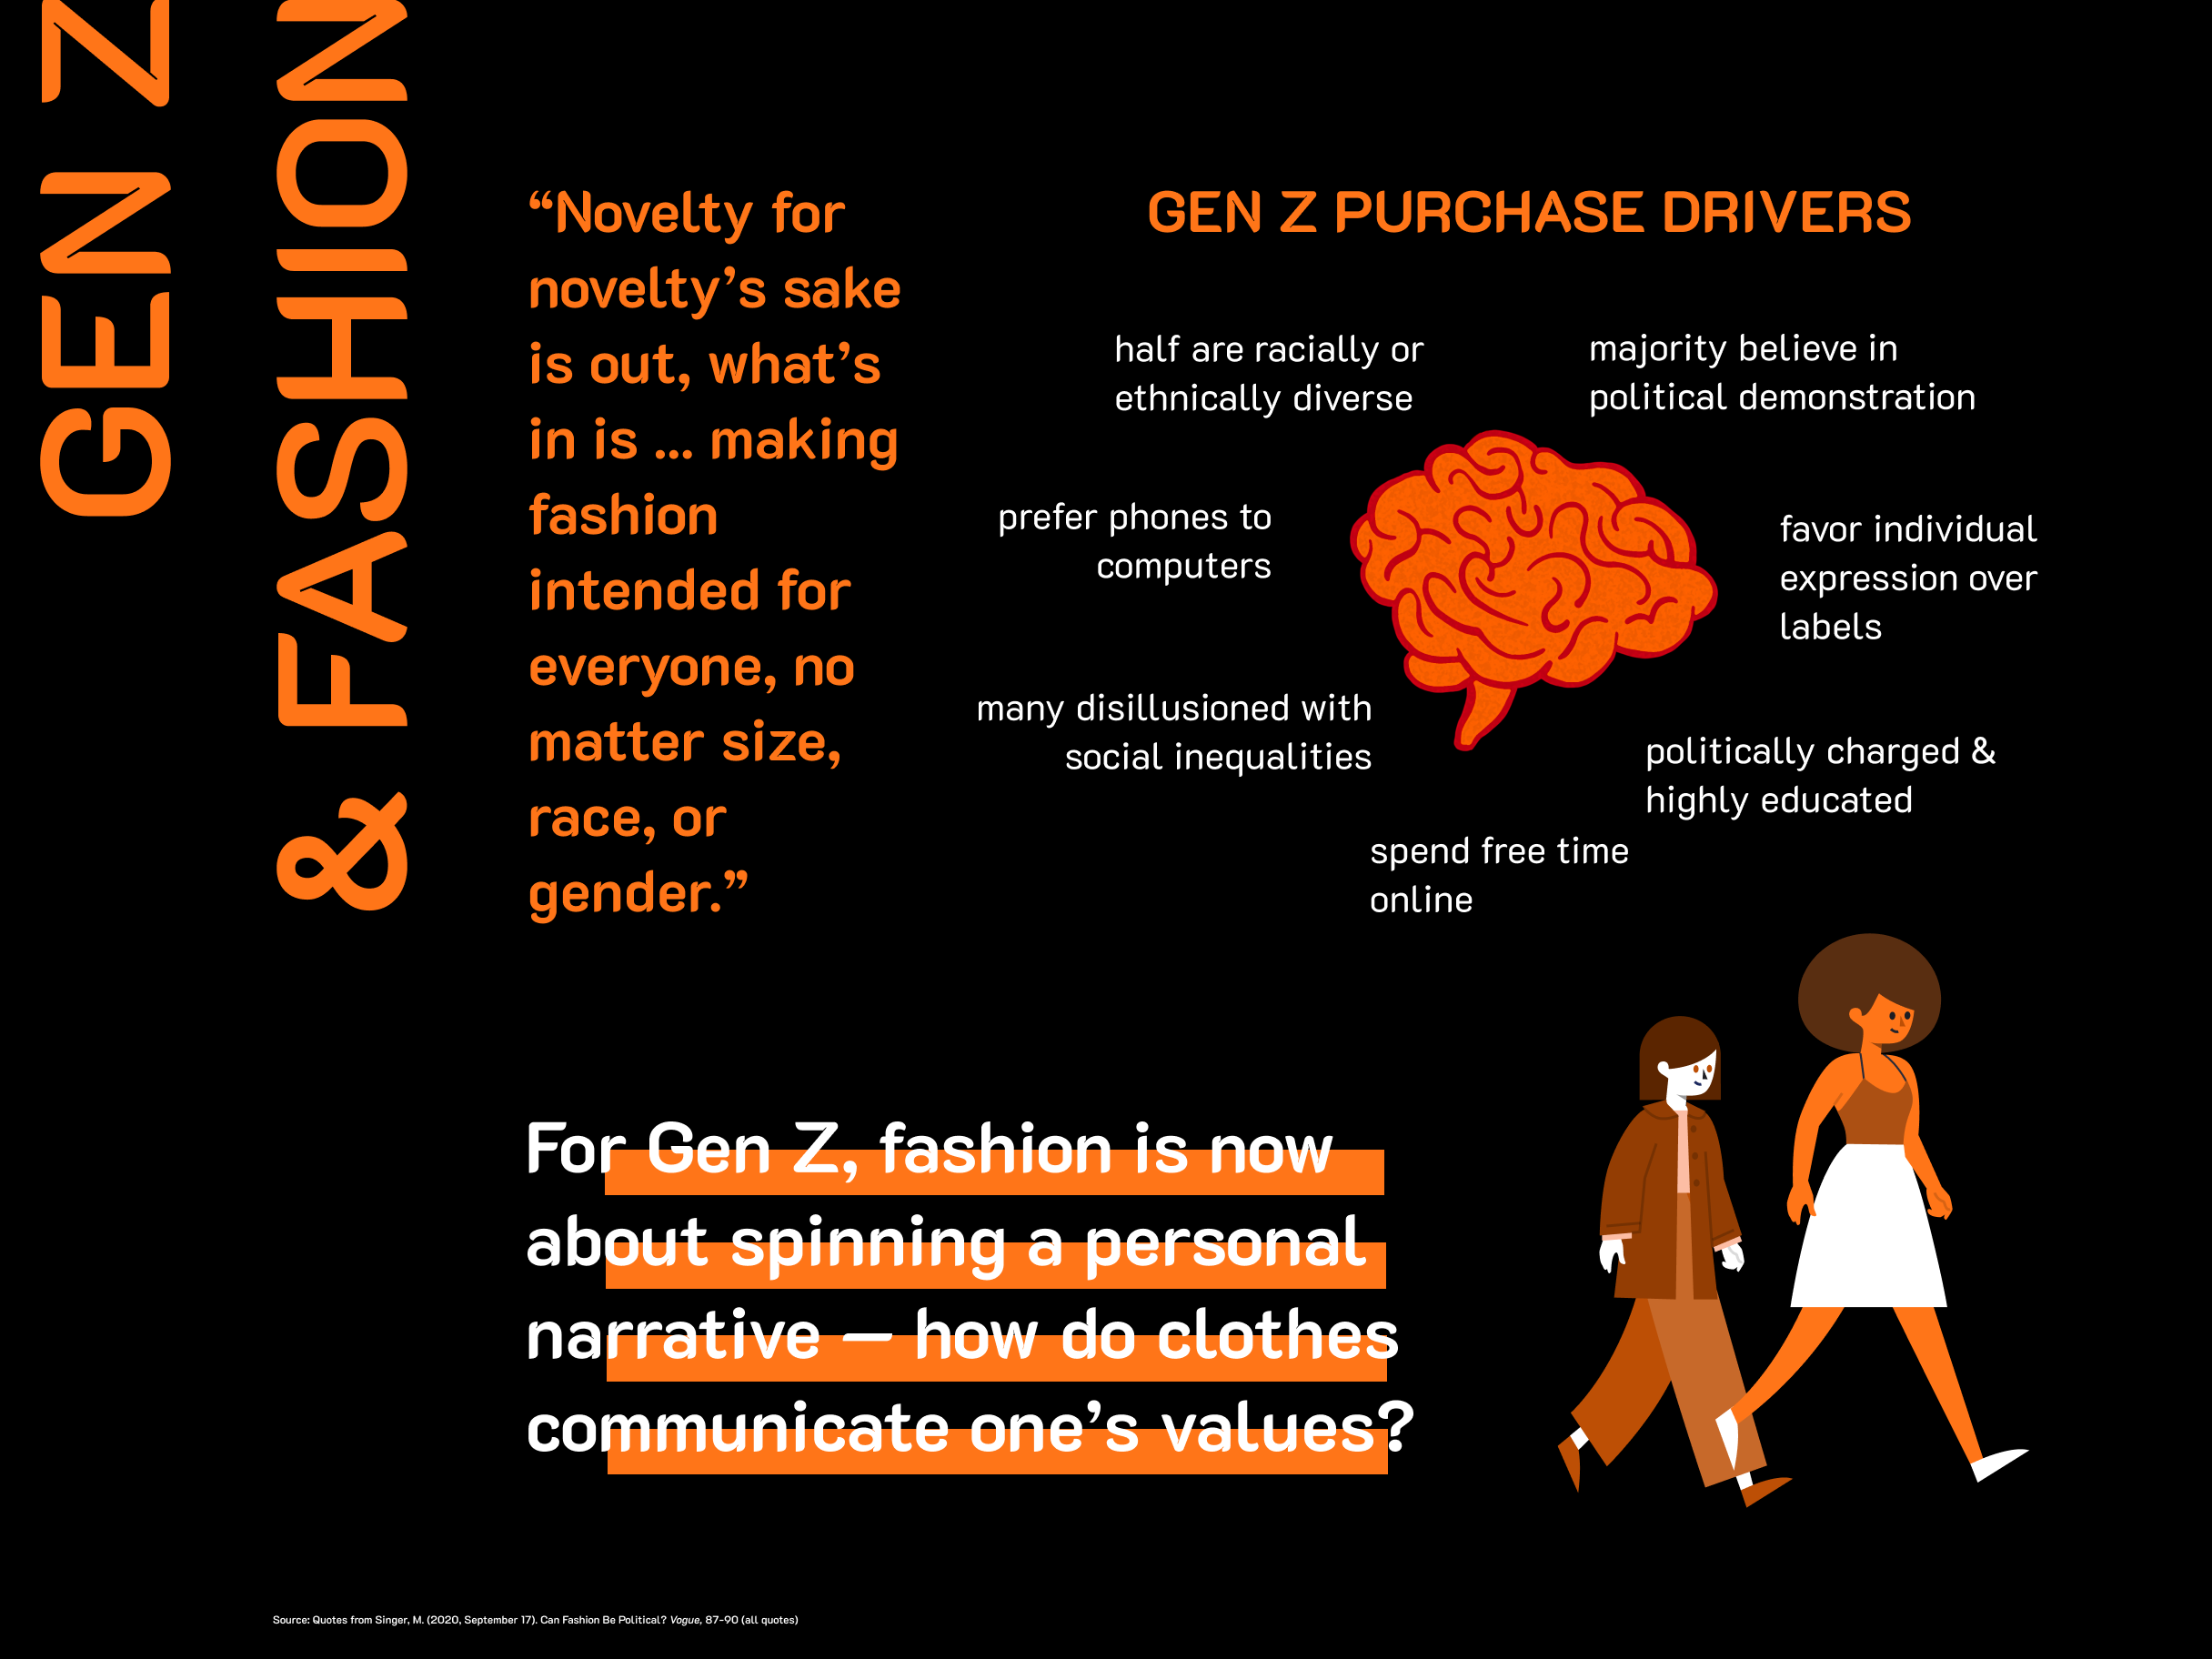 GEN Z
& FASHION
“Novelty for
novelty’s sake
is out, what’s
in is ... making
fashion
intended for
everyone, no
matter size,
race, or
gender.”
GEN Z PURCHASE DRIVERS
half are racially or
ethnically diverse
majority believe in
political demonstration
prefer phones to
computers
favor individual
expression over
labels
many disillusioned with
social inequalities
politically charged &
highly educated
spend free time
online
For Gen Z, fashion is now
about spinning a personal
narrative — how do clothes
communicate one’s values?
Source: Quotes from Singer, M. (2020, September 17). Can Fashion Be Political? Vogue, 87-90 (all quotes)